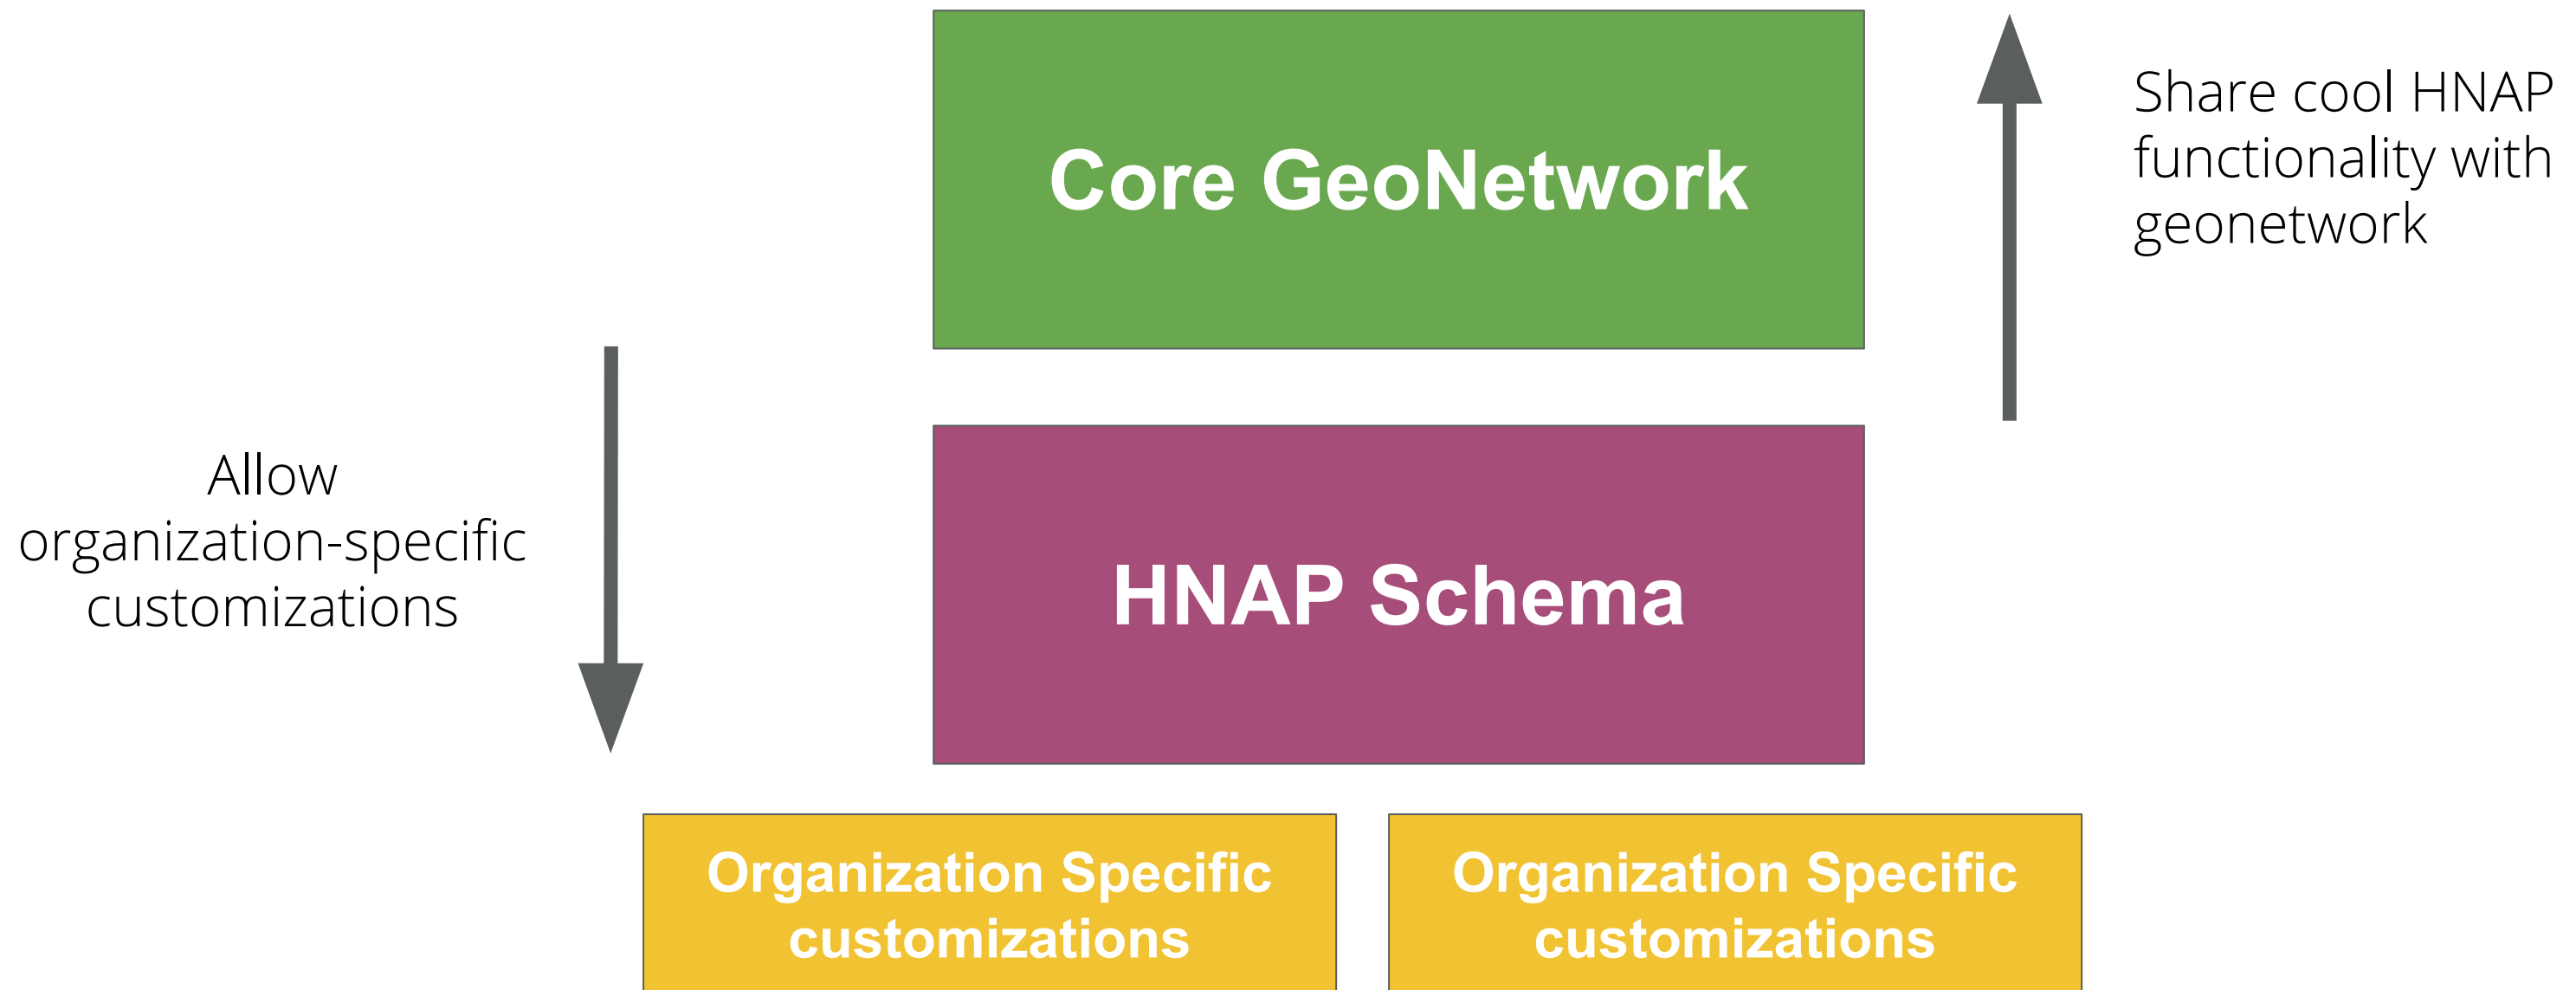 Core GeoNetwork
Share cool HNAP
functionality with
geonetwork
Allow
organization-specific
customizations
HNAP Schema
Organization Specific
customizations
Organization Specific
customizations